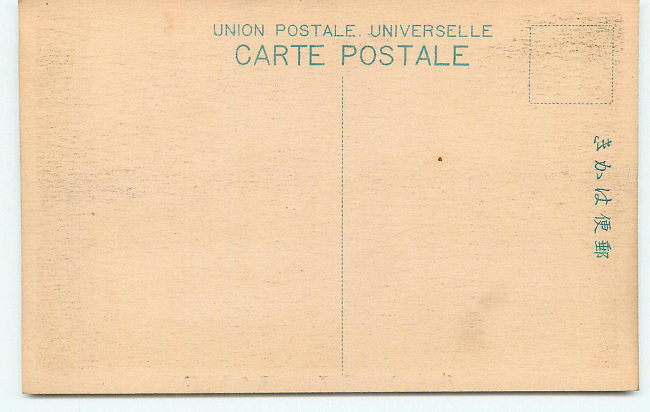 UNION POSTALE. UNIVERSELLE
CARTE POSTALE
郵便はかき